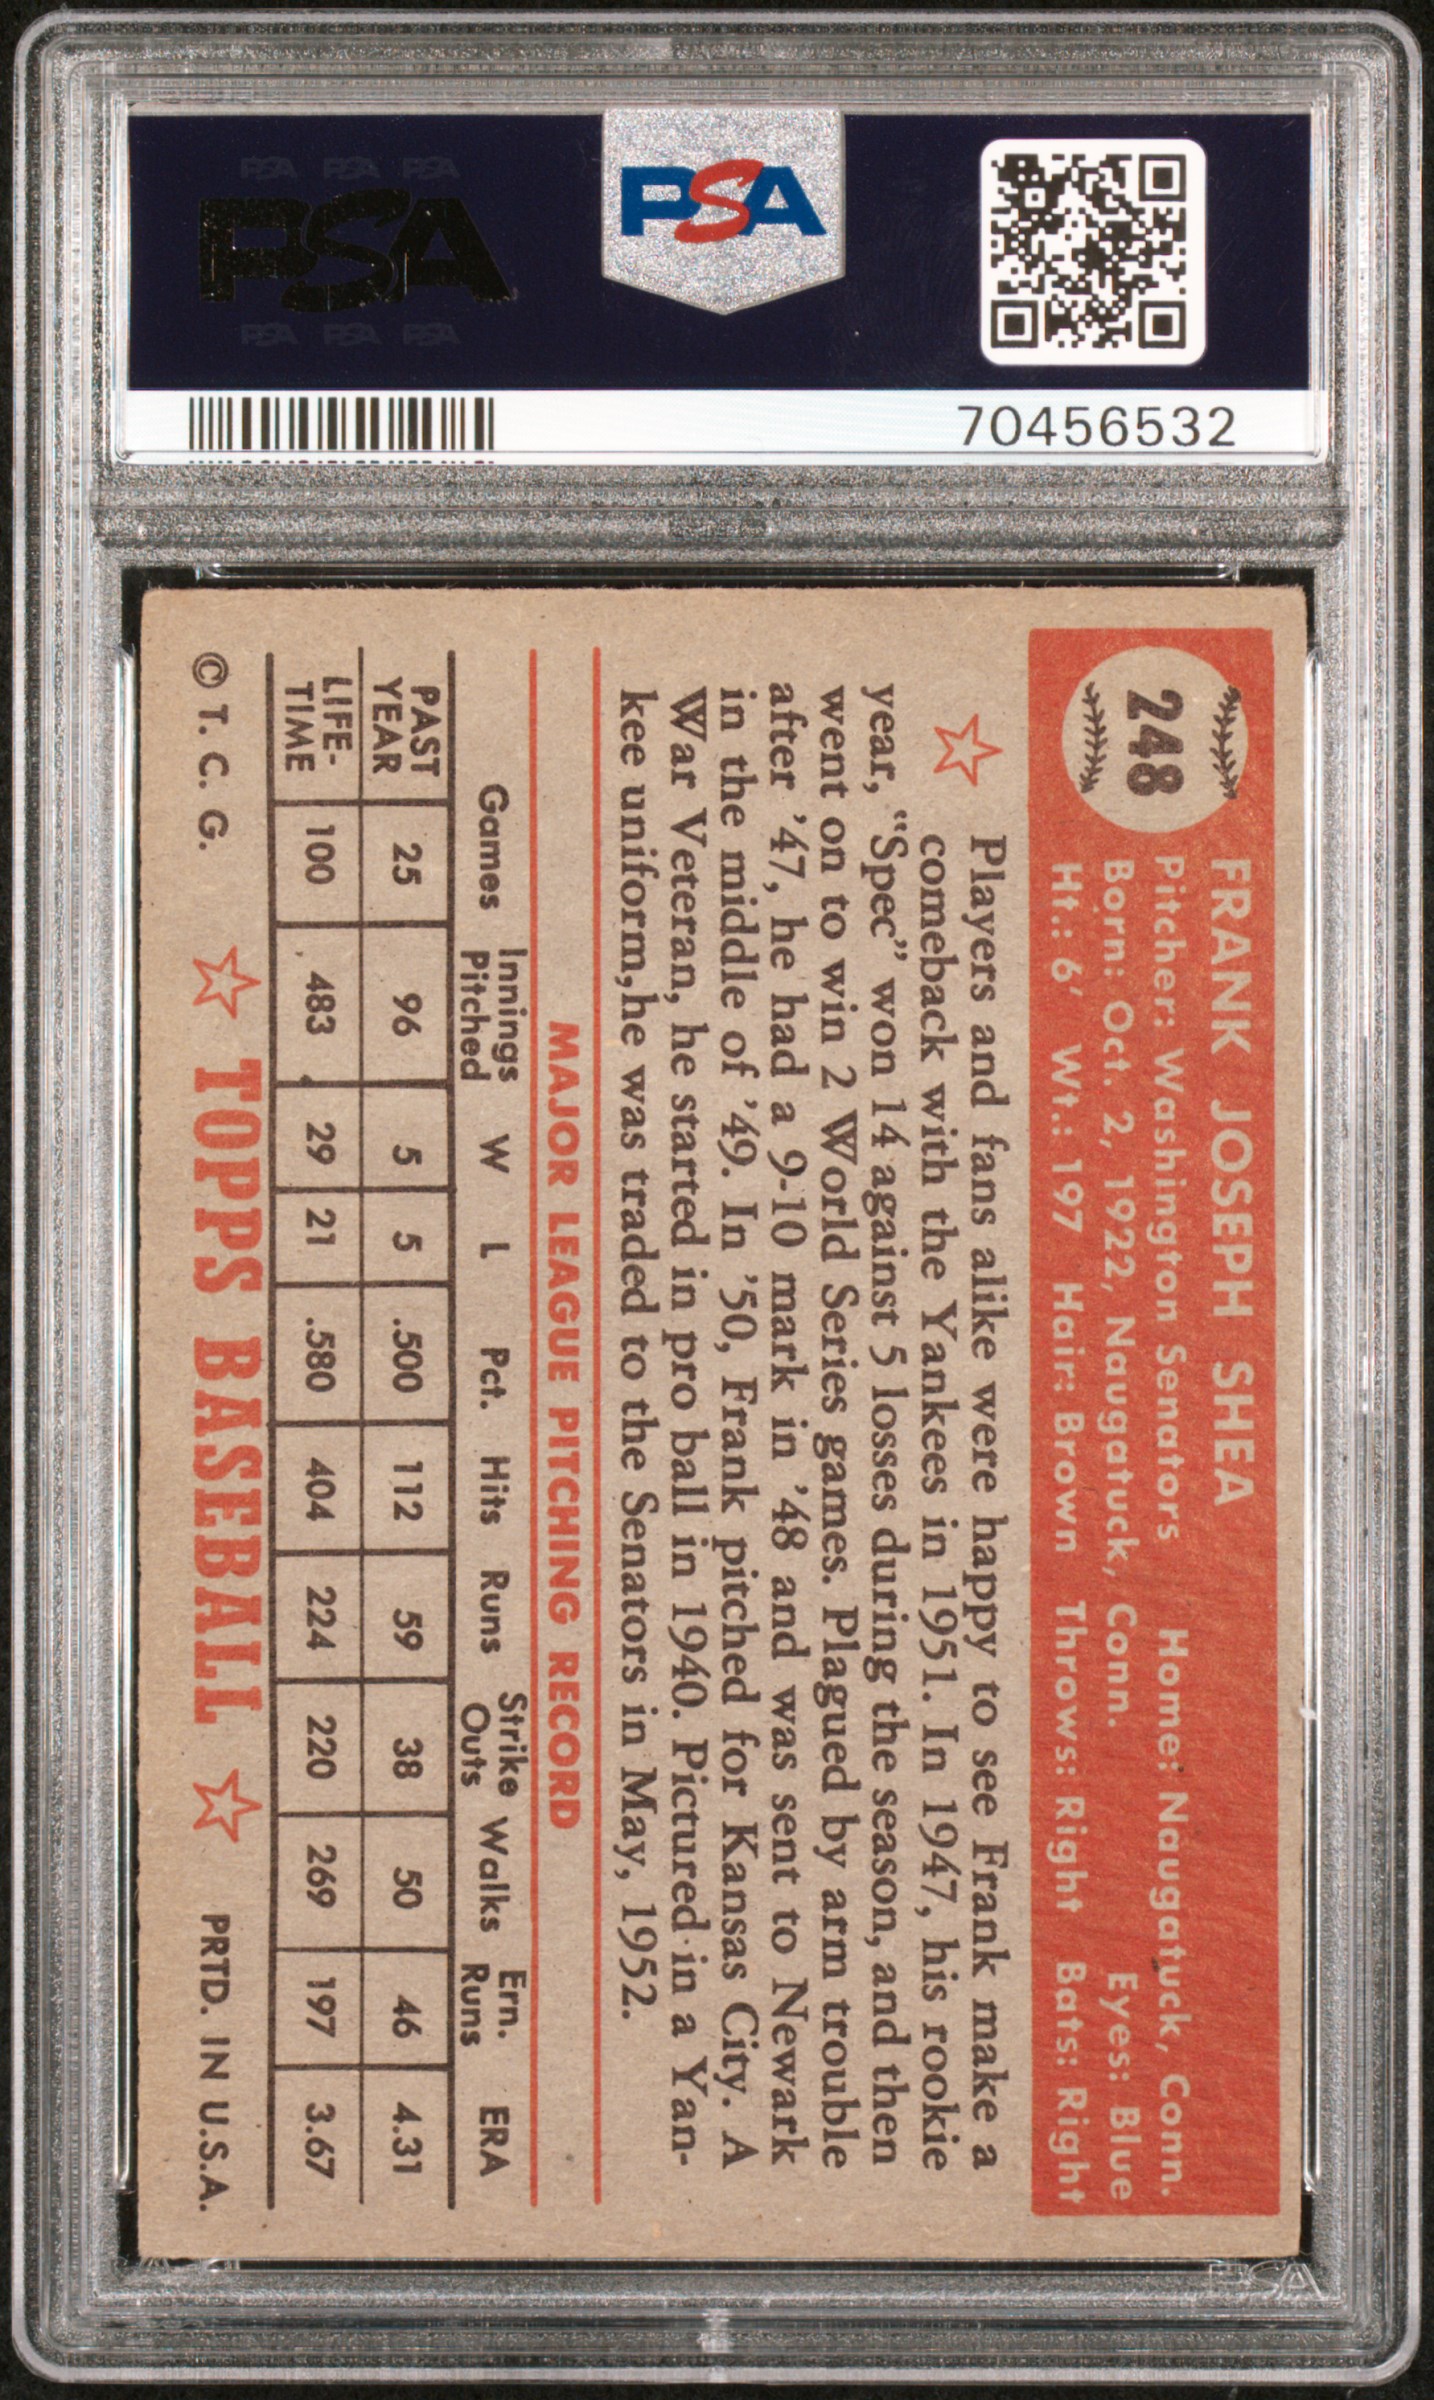 PSA PSA PSA
PSA
PSA PSA PSA
PSA
70456532
248
FRANK JOSEPH SHEA
Pitcher: Washington Senators Home: Naugatuck, Conn.
Born: Oct. 2, 1922, Naugatuck, Conn. Eyes: Blue
Ht.: 6' Wt.: 197 Hair: Brown Throws: Right Bats: Right
Players and fans alike were happy to see Frank make a
comeback with the Yankees in 1951. In 1947, his rookie
year, "Spec" won 14 against 5 losses during the season, and then
went on to win 2 World Series games. Plagued by arm trouble
after '47, he had a 9-10 mark in '48 and was sent to Newark
in the middle of '49. In '50, Frank pitched for Kansas City. A
War Veteran, he started in pro ball in 1940. Pictured in a Yan-
kee uniform, he was traded to the Senators in May, 1952.
MAJOR LEAGUE PITCHING RECORD
Games Innings Pitched W L Pct. Hits Runs Strike Outs Walks Ern. Runs ERA
PAST YEAR 25 96 5 5 .500 112 59 38 50 46 4.31
LIFE- TIME 100 483 29 21 .580 404 224 220 269 197 3.67
© T. C. G. TOPPS BASEBALL PRTD. IN U.S.A.
PSA